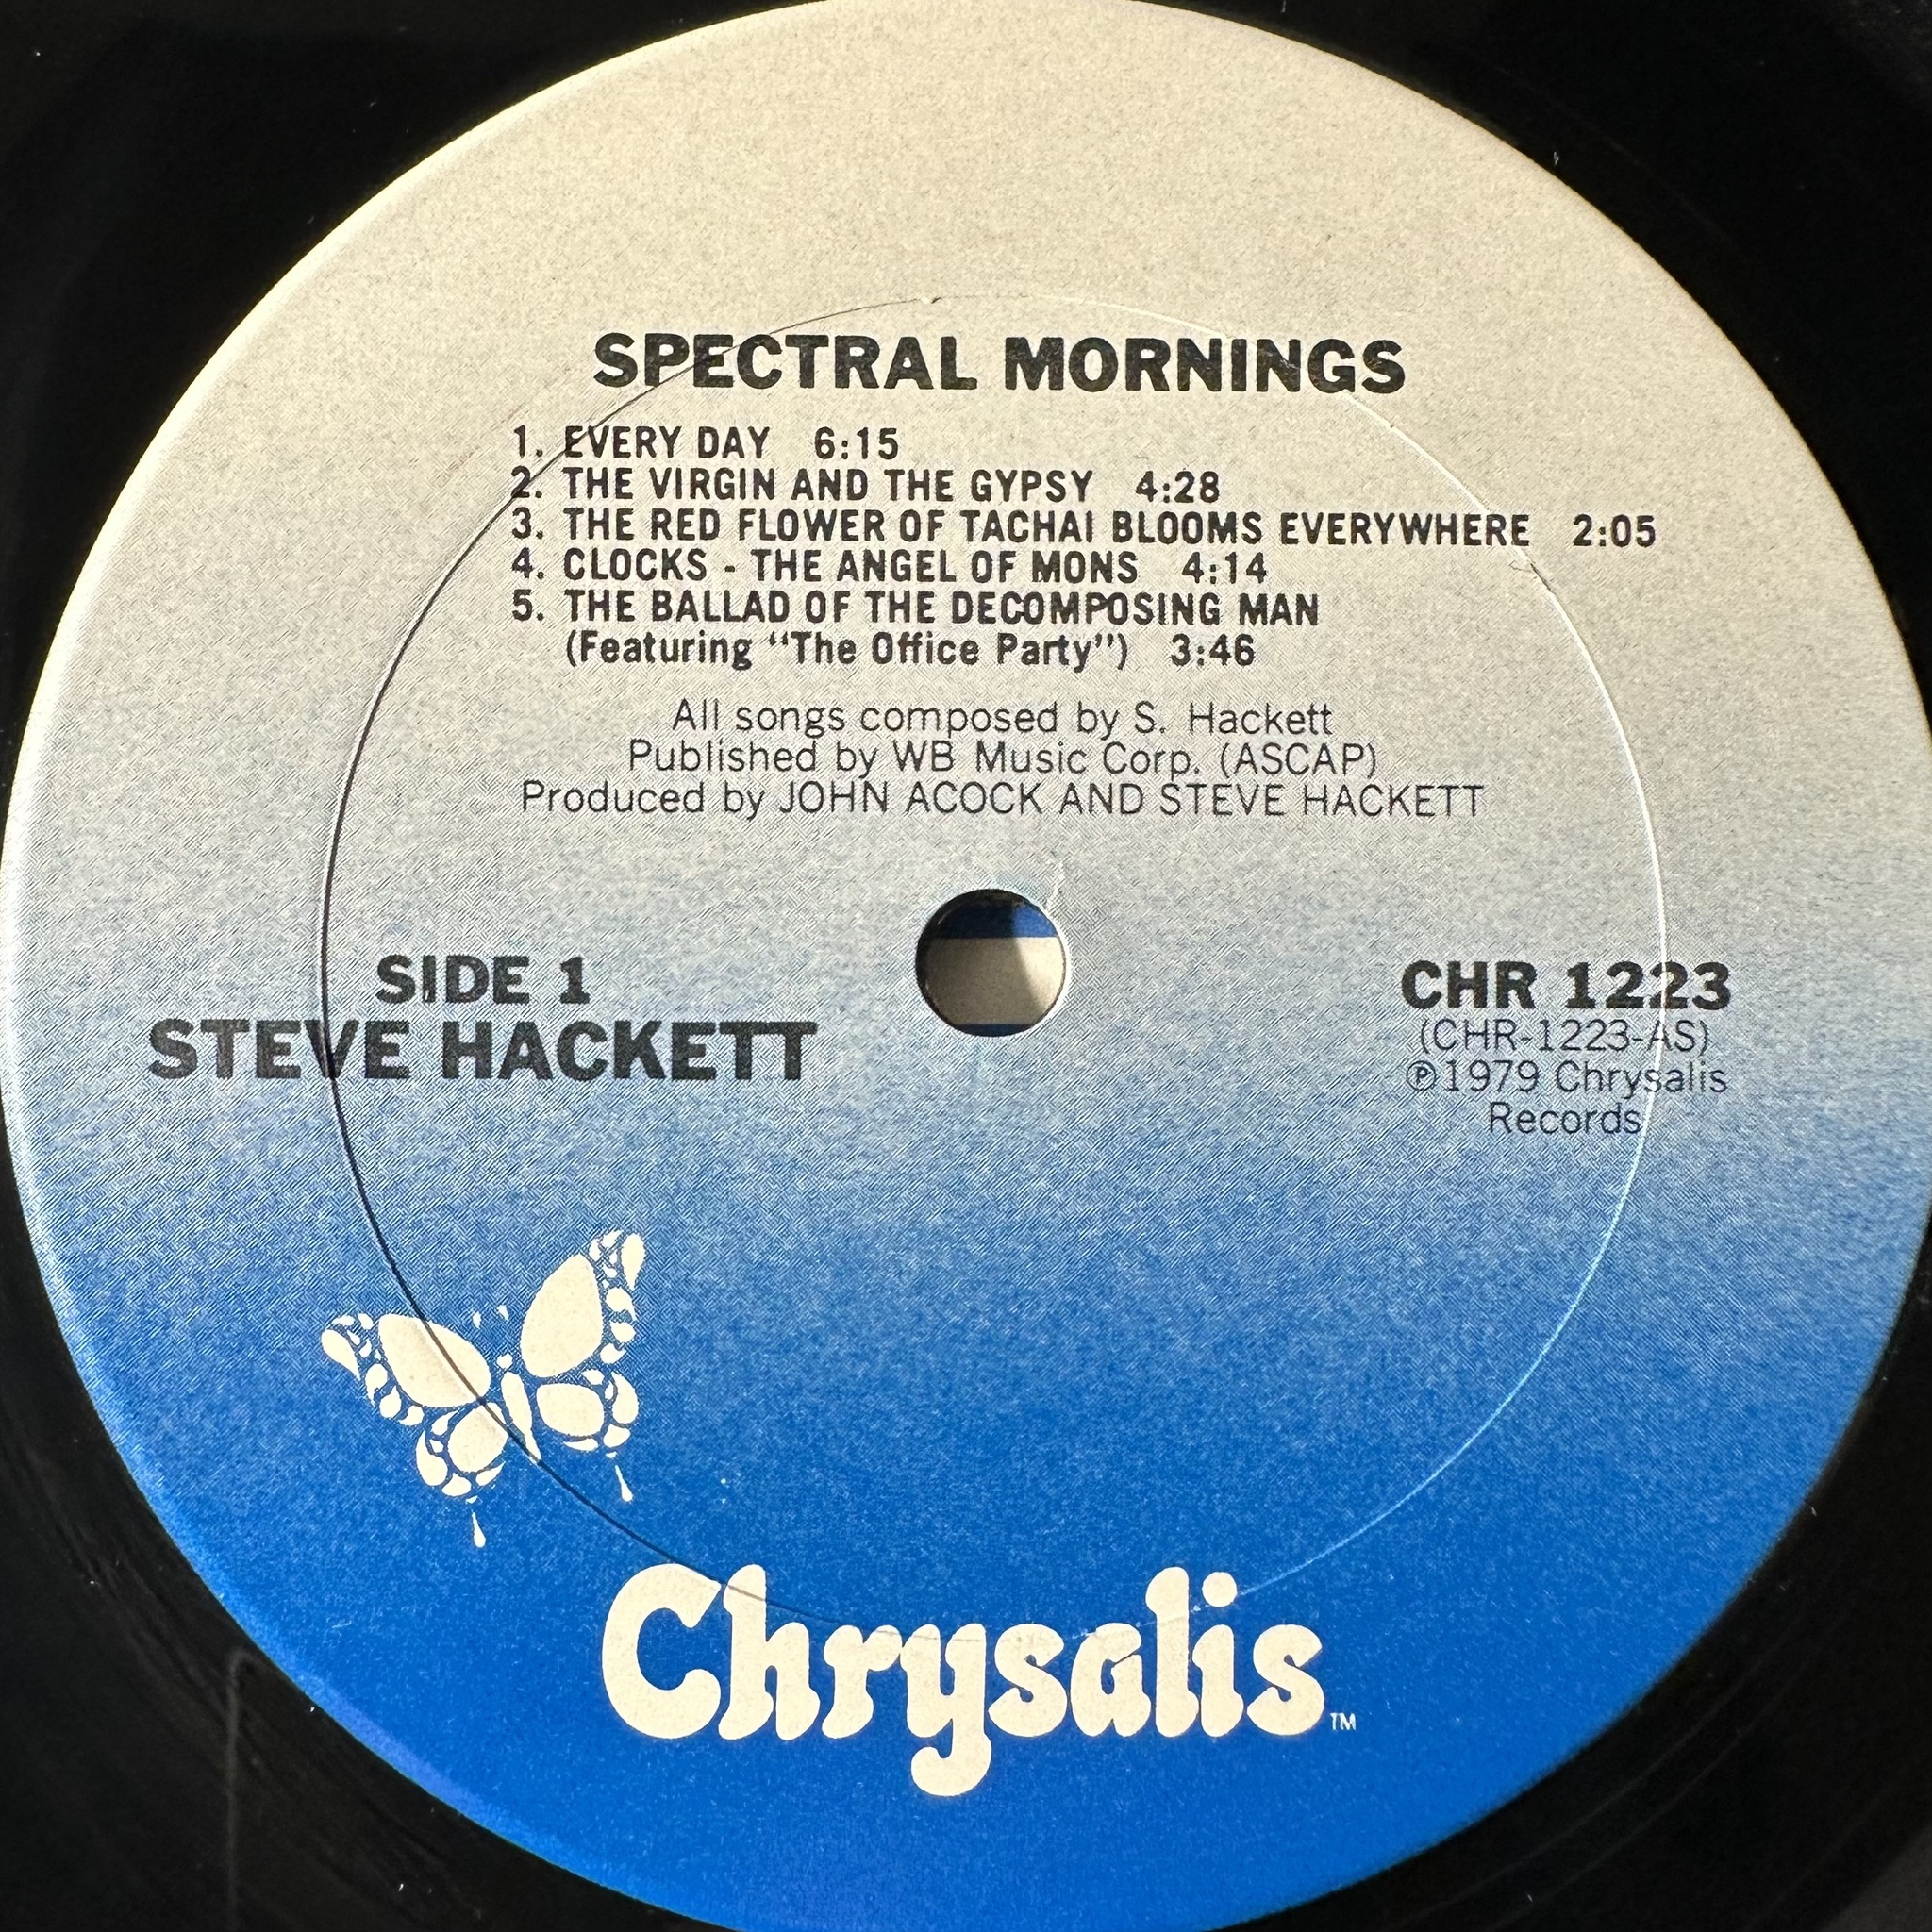 SPECTRAL MORNINGS
1. EVERY DAY 6:15
2. THE VIRGIN AND THE GYPSY 4:28
3. THE RED FLOWER OF TACHAI BLOOMS EVERYWHERE 2:05
4. CLOCKS - THE ANGEL OF MONS 4:14
5. THE BALLAD OF THE DECOMPOSING MAN
(Featuring “The Office Party”) 3:46
All songs composed by S. Hackett
Published by WB Music Corp. (ASCAP)
Produced by JOHN ACOCK AND STEVE HACKETT
SIDE 1
STEVE HACKETT
CHR 1223
(CHR-1223-AS)
℗1979 Chrysalis
Records
Chrysalis™